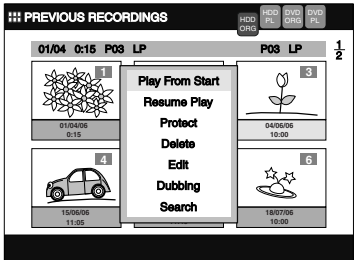 PREVIOUS RECORDINGS
HDD ORG
HDD PL
DVD ORG
DVD PL
01/04 0:15 P03 LP P03 LP 1/2
1
3
Play From Start
Resume Play
Protect
Delete
Edit
Dubbing
Search
01/04/06
0:15
04/06/06
10:00
4
6
15/06/06
11:05
18/07/06
10:00